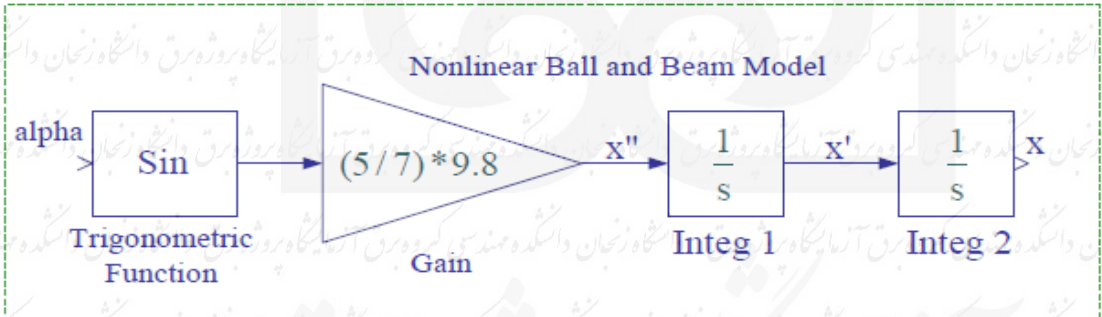 Nonlinear Ball and Beam Model
alpha
Sin
(5/7)*9.8
x"
1
s
x'
1
s
x
Trigonometric
Function
Gain
Integ 1
Integ 2